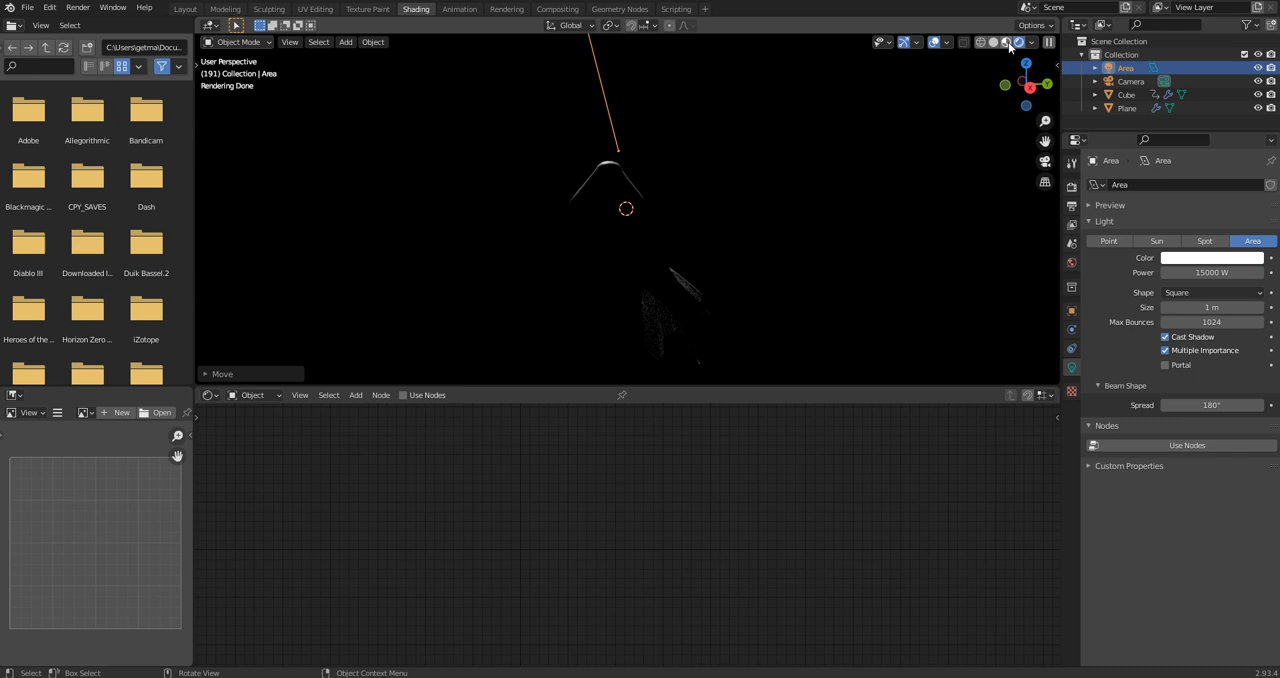 File Edit Render Window Help Layout Modeling Sculpting UV Editing Texture Paint Shading Animation Rendering Compositing Geometry Nodes Scripting + Scene View Layer
View Select Global Options
C:\Users\getma\Docu...
Object Mode View Select Add Object
User Perspective
(191) Collection | Area
Rendering Done
Z
Y
X
Adobe Allegorithmic Bandicam
Blackmagic ... CPY_SAVES Dash
Diablo III Downloaded I... Duik Bassel.2
Heroes of the ... Horizon Zero ... iZotope
Move
Scene Collection
Collection
Area
Camera
Cube
Plane
Area Area
Area
Preview
Light
Point Sun Spot Area
Color
Power 15000 W
Shape Square
Size 1 m
Max Bounces 1024
Cast Shadow
Multiple Importance
Portal
Beam Shape
Spread 180°
Nodes
Use Nodes
Custom Properties
Object View Select Add Node Use Nodes
View New Open
Select Box Select Rotate View Object Context Menu 2.93.4